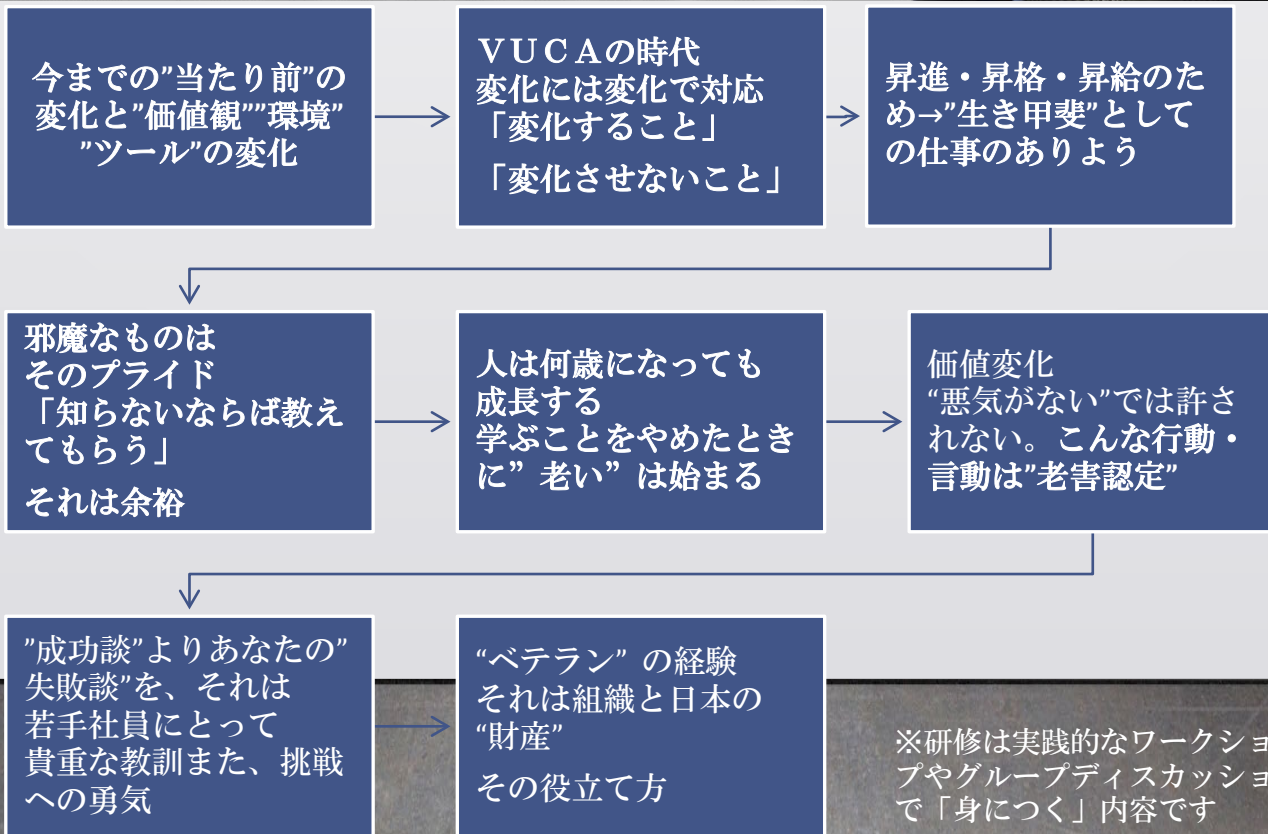 今までの”当たり前”の
変化と”価値観””環境”
”ツール”の変化
ＶＵＣＡの時代
変化には変化で対応
「変化すること」
「変化させないこと」
昇進・昇格・昇給のた
め→”生き甲斐”として
の仕事のありよう
邪魔なものは
そのプライド
「知らないならば教え
てもらう」
それは余裕
人は何歳になっても
成長する
学ぶことをやめたとき
に”老い”は始まる
価値変化
“悪気がない”では許さ
れない。こんな行動・
言動は”老害認定”
”成功談”よりあなたの”
失敗談”を、それは
若手社員にとって
貴重な教訓また、挑戦
への勇気
“ベテラン” の経験
それは組織と日本の
“財産”
その役立て方
※研修は実践的なワークショ
プやグループディスカッショ
で「身につく」内容です